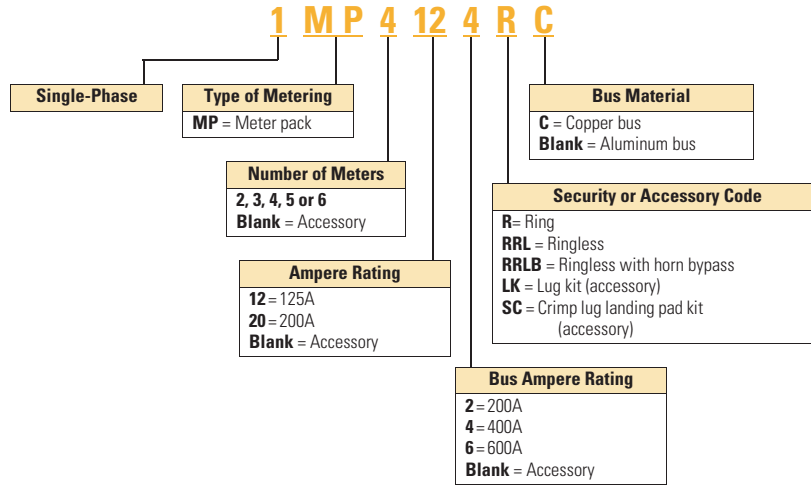 1 MP 4 12 4 R C
Single-Phase
Type of Metering
MP = Meter pack
Number of Meters
2, 3, 4, 5 or 6
Blank = Accessory
Ampere Rating
12 = 125A
20 = 200A
Blank = Accessory
Bus Material
C = Copper bus
Blank = Aluminum bus
Security or Accessory Code
R= Ring
RRL = Ringless
RRLB = Ringless with horn bypass
LK = Lug kit (accessory)
SC = Crimp lug landing pad kit
(accessory)
Bus Ampere Rating
2 = 200A
4 = 400A
6 = 600A
Blank = Accessory